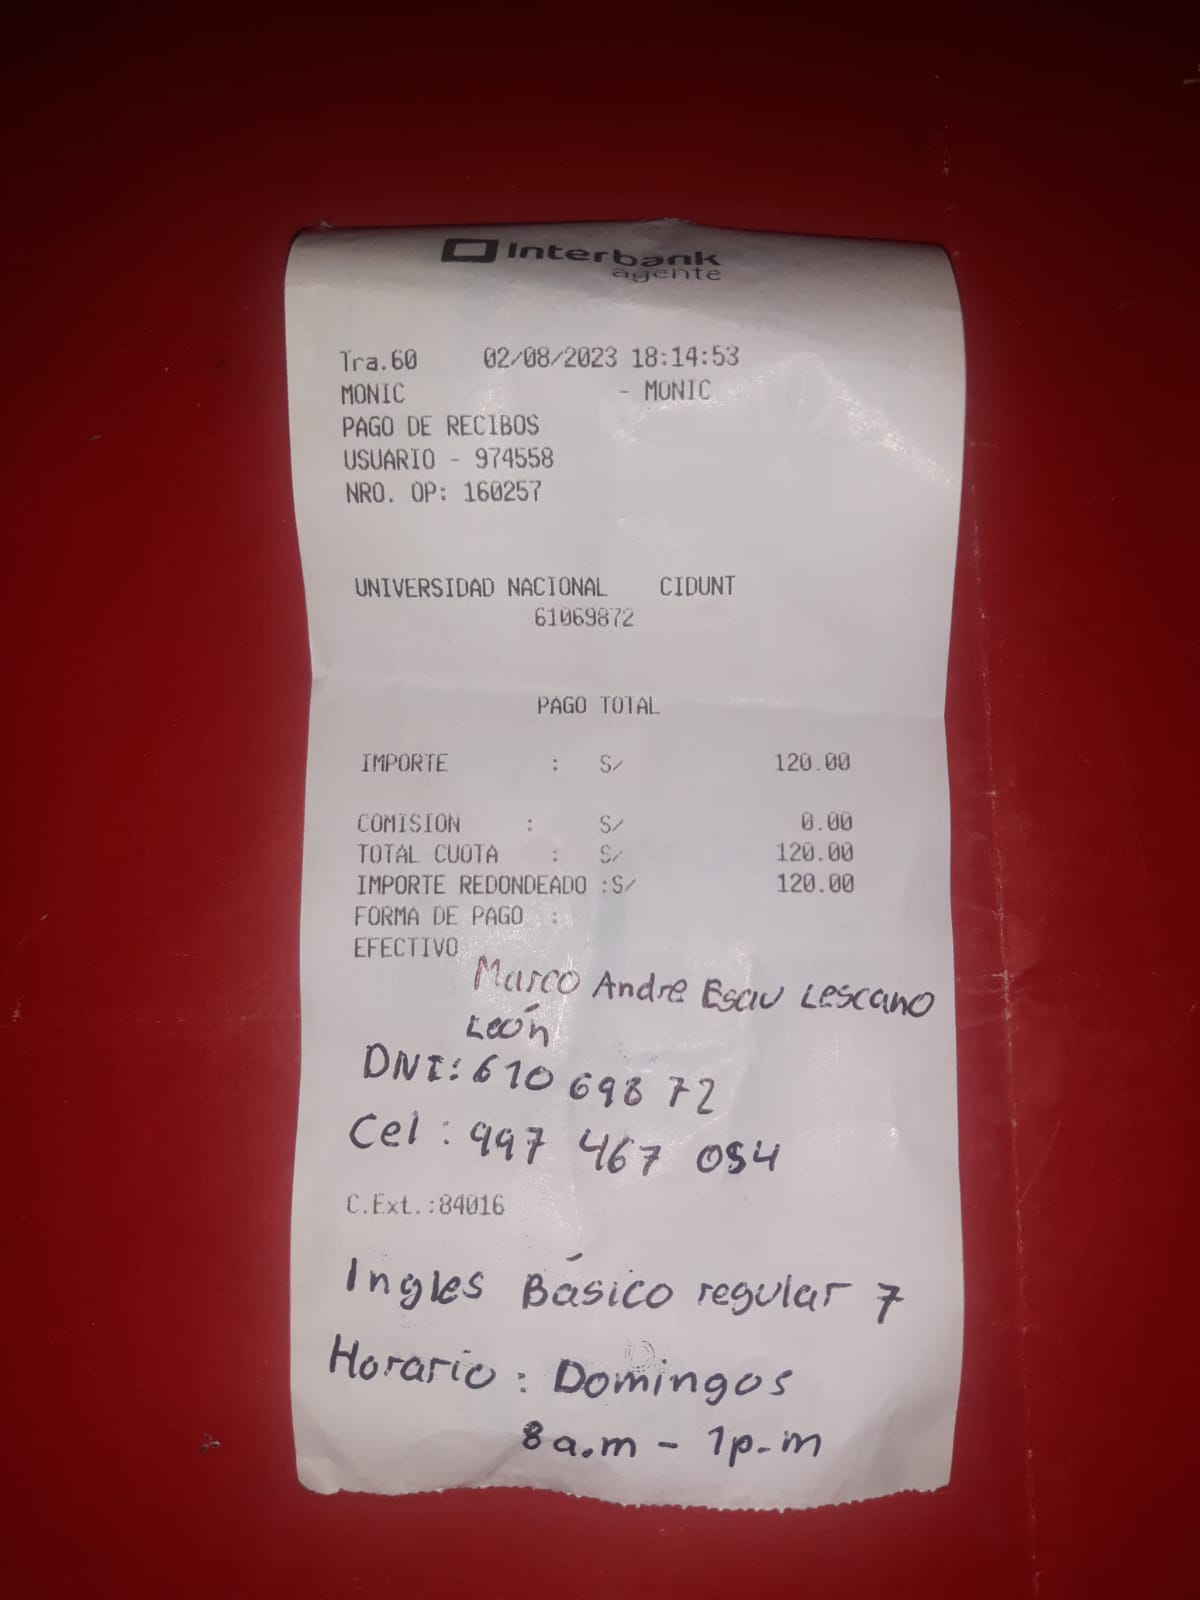 Interbank
agente
Tra.60 02/08/2023 18:14:53
MONIC - MONIC
PAGO DE RECIBOS
USUARIO - 974558
NRO. OP: 160257
UNIVERSIDAD NACIONAL CIDUNT
61069872
PAGO TOTAL
IMPORTE : S/ 120.00
COMISION : S/ 0.00
TOTAL CUOTA : S/ 120.00
IMPORTE REDONDEADO :S/ 120.00
FORMA DE PAGO :
EFECTIVO
Marco Andre Esau Lescano
León
DNI: 610 698 72
Cel : 997 467 054
C.Ext.:84016
Ingles Básico regular 7
Horario : Domingos
8 a.m - 1p.m